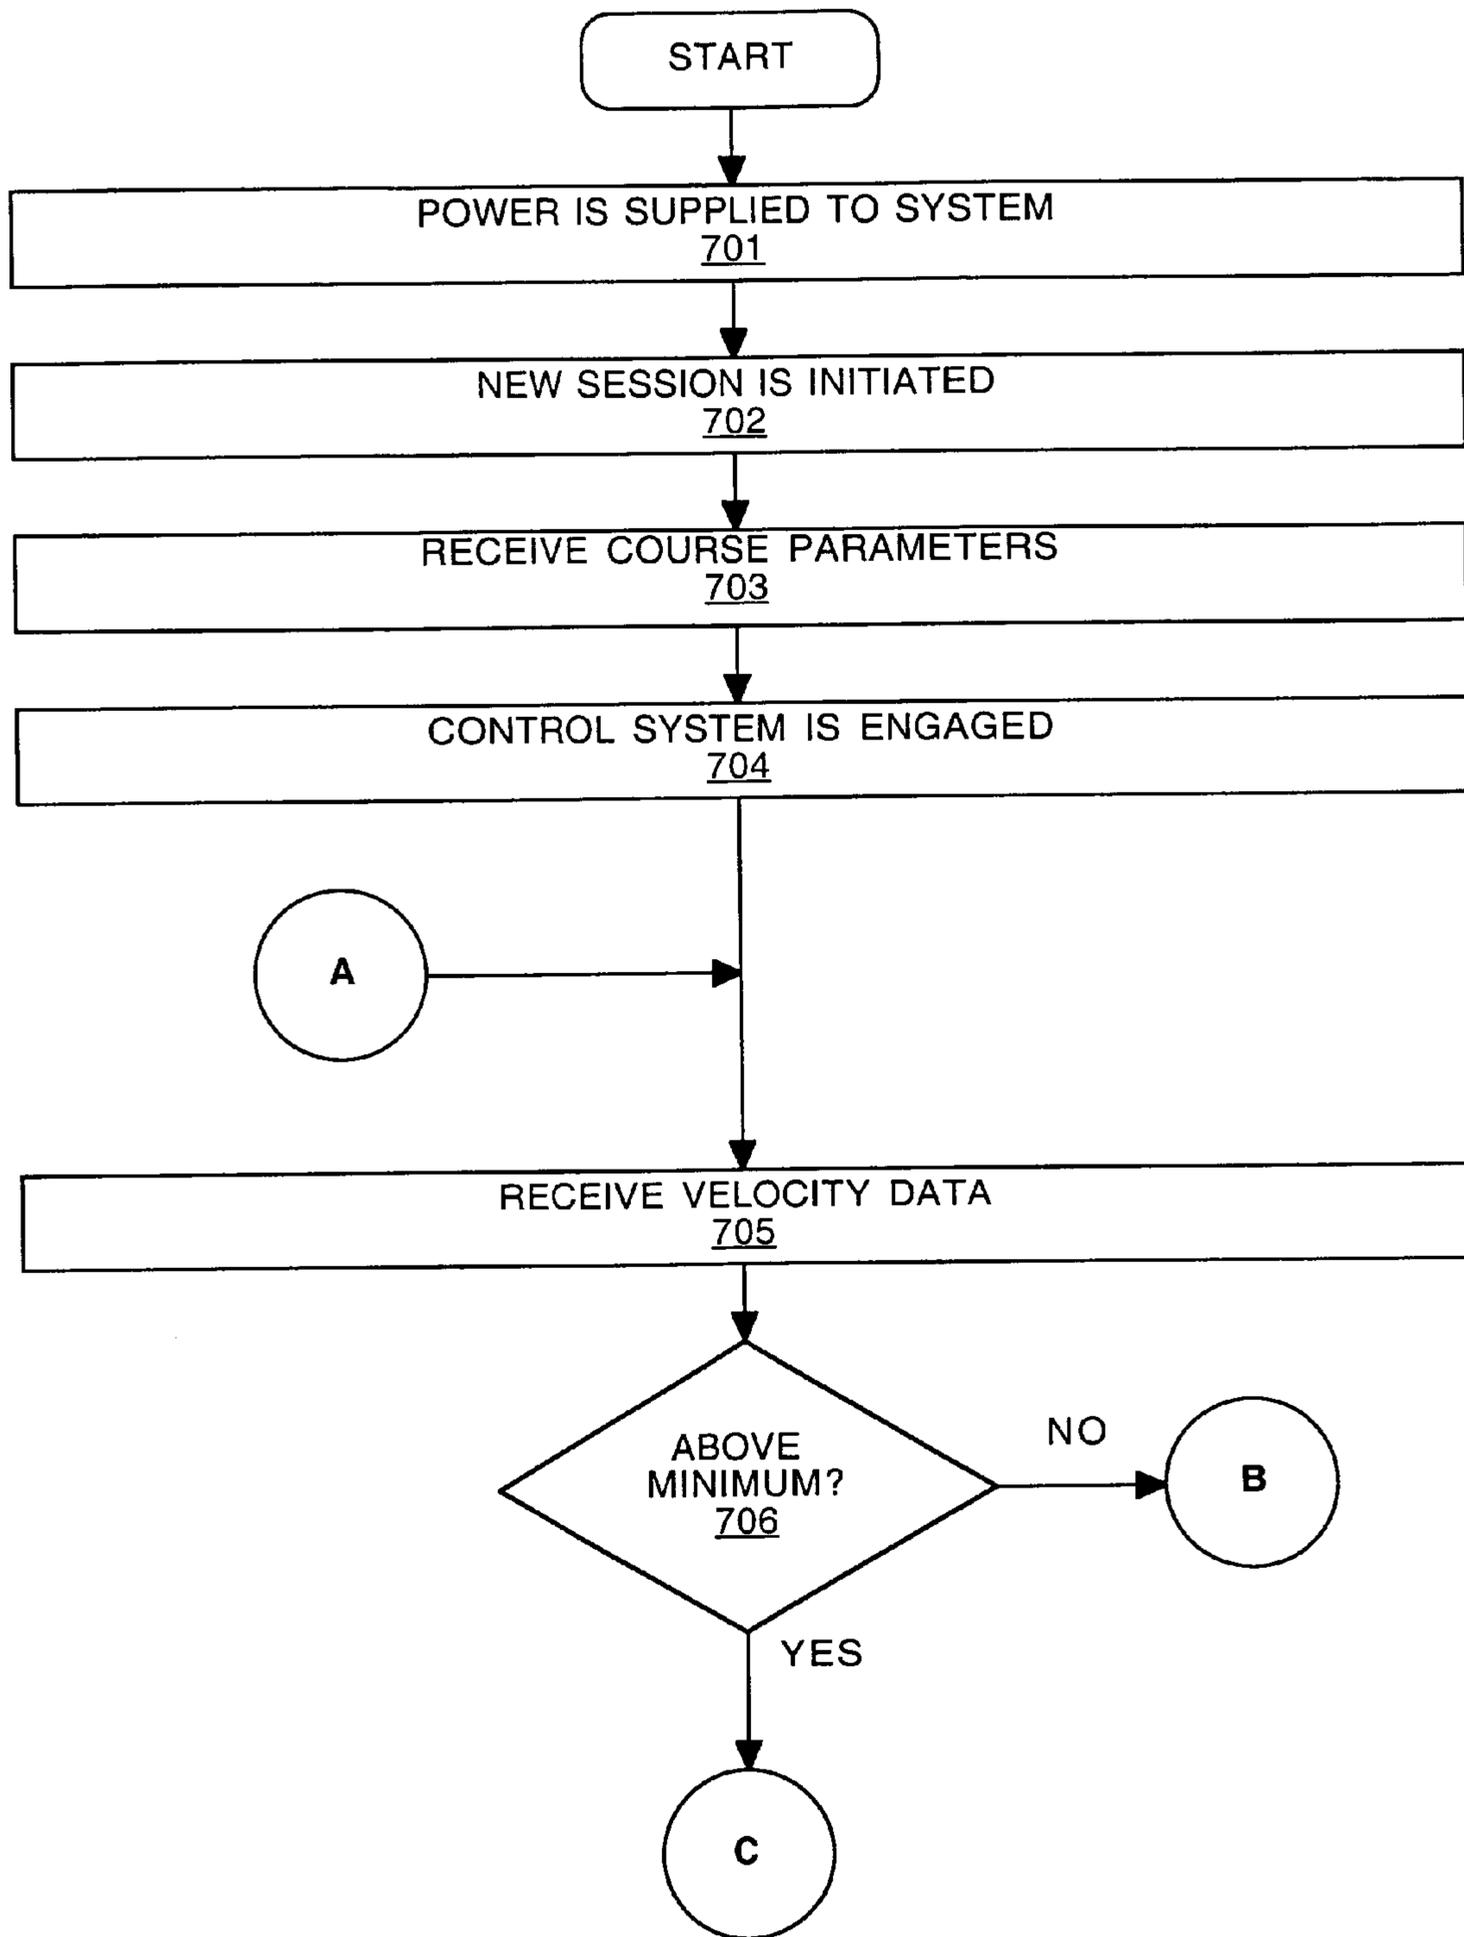 START
POWER IS SUPPLIED TO SYSTEM
701
NEW SESSION IS INITIATED
702
RECEIVE COURSE PARAMETERS
703
CONTROL SYSTEM IS ENGAGED
704
A
RECEIVE VELOCITY DATA
705
ABOVE
MINIMUM?
706
NO
B
YES
C